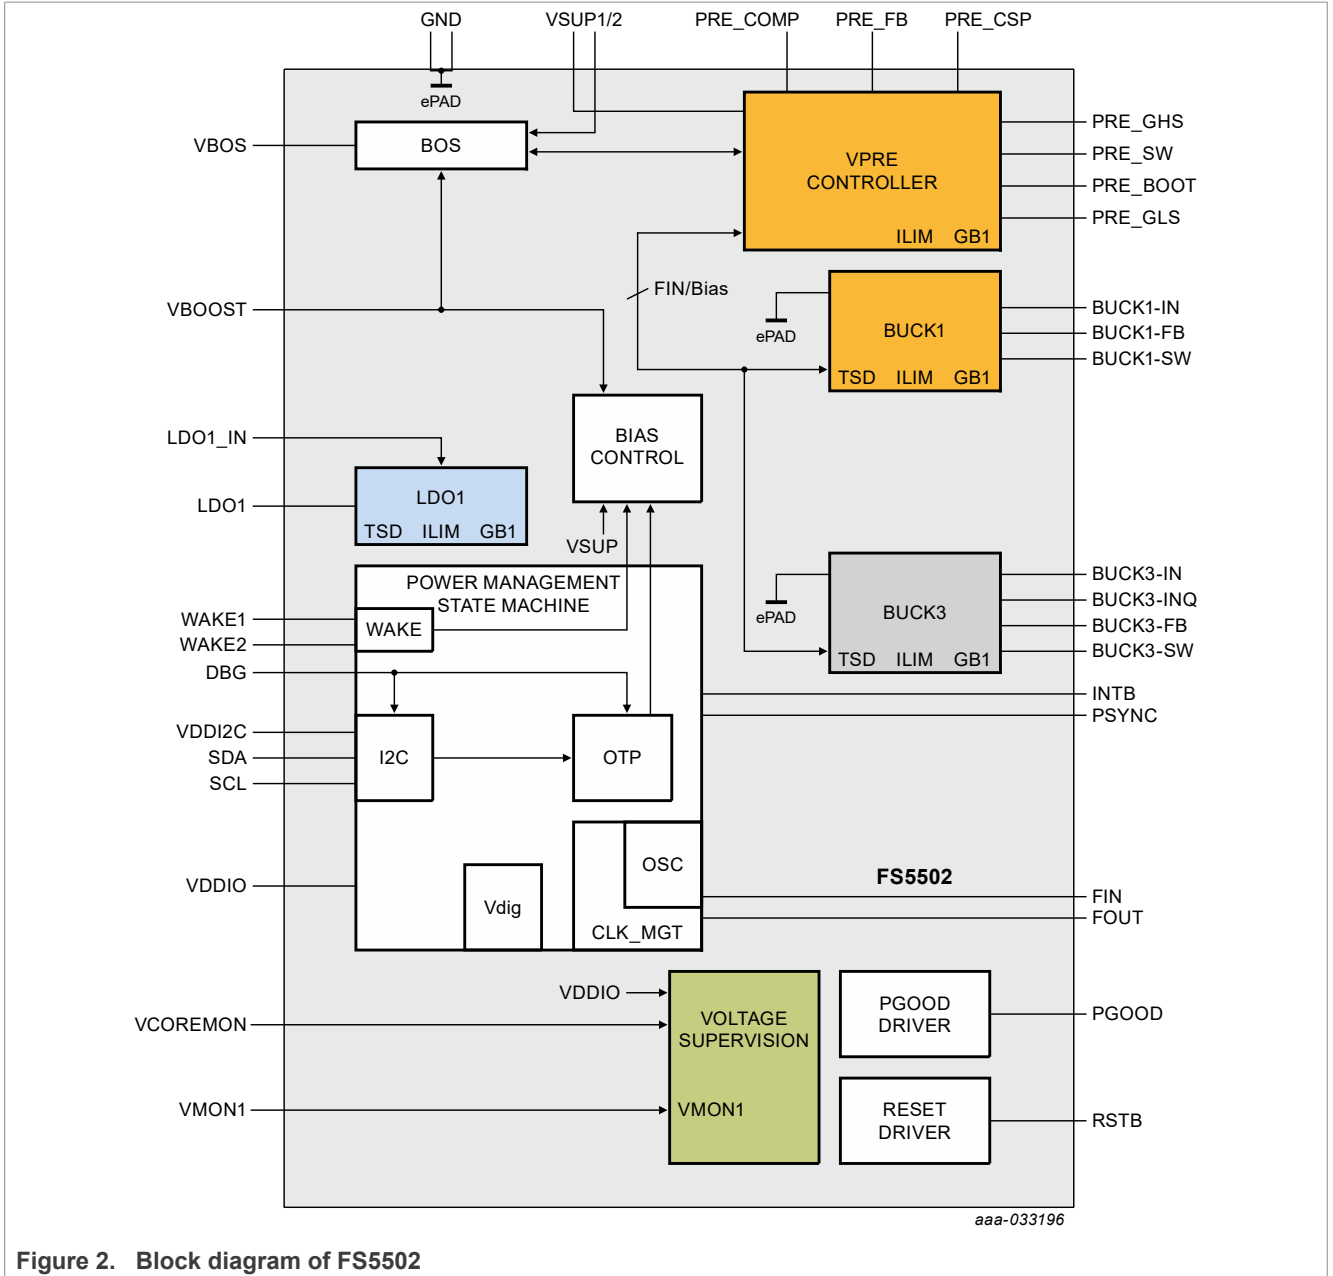 GND
VSUP1/2
PRE_COMP
PRE_FB
PRE_CSP
ePAD
VBOS
BOS
VPRE
CONTROLLER
ILIM GB1
PRE_GHS
PRE_SW
PRE_BOOT
PRE_GLS
FIN/Bias
VBOOST
ePAD
BUCK1
TSD ILIM GB1
BUCK1-IN
BUCK1-FB
BUCK1-SW
BIAS
CONTROL
LDO1_IN
LDO1
LDO1
TSD ILIM GB1
VSUP
POWER MANAGEMENT
STATE MACHINE
ePAD
BUCK3
TSD ILIM GB1
BUCK3-IN
BUCK3-INQ
BUCK3-FB
BUCK3-SW
WAKE1
WAKE2
WAKE
DBG
INTB
PSYNC
VDDI2C
SDA
SCL
I2C
OTP
OSC
VDDIO
Vdig
CLK_MGT
FS5502
FIN
FOUT
VDDIO
VCOREMON
VOLTAGE
SUPERVISION
PGOOD
DRIVER
PGOOD
VMON1
VMON1
RESET
DRIVER
RSTB
aaa-033196
Figure 2. Block diagram of FS5502